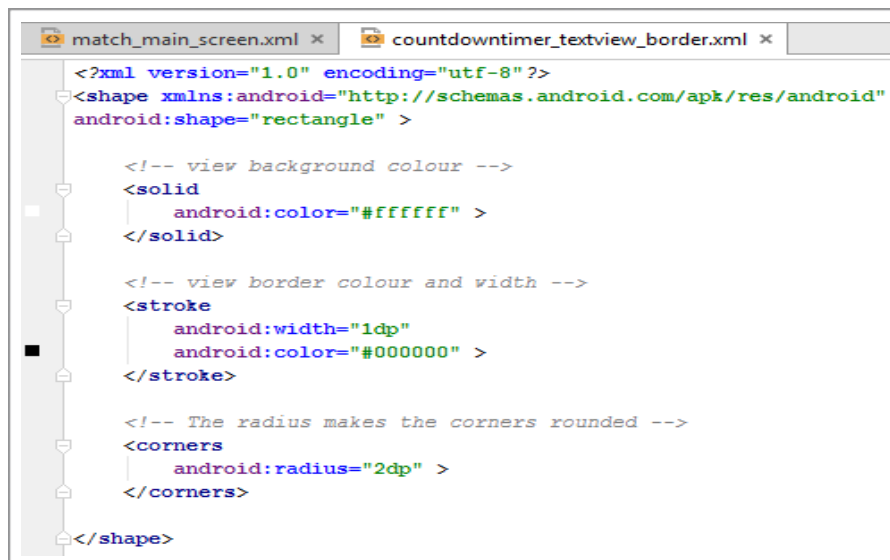 match_main_screen.xml × countdowntimer_textview_border.xml ×
<?xml version="1.0" encoding="utf-8"?>
<shape xmlns:android="http://schemas.android.com/apk/res/android"
android:shape="rectangle" >
<!-- view background colour -->
<solid
android:color="#ffffff" >
</solid>
<!-- view border colour and width -->
<stroke
android:width="1dp"
android:color="#000000" >
</stroke>
<!-- The radius makes the corners rounded -->
<corners
android:radius="2dp" >
</corners>
</shape>